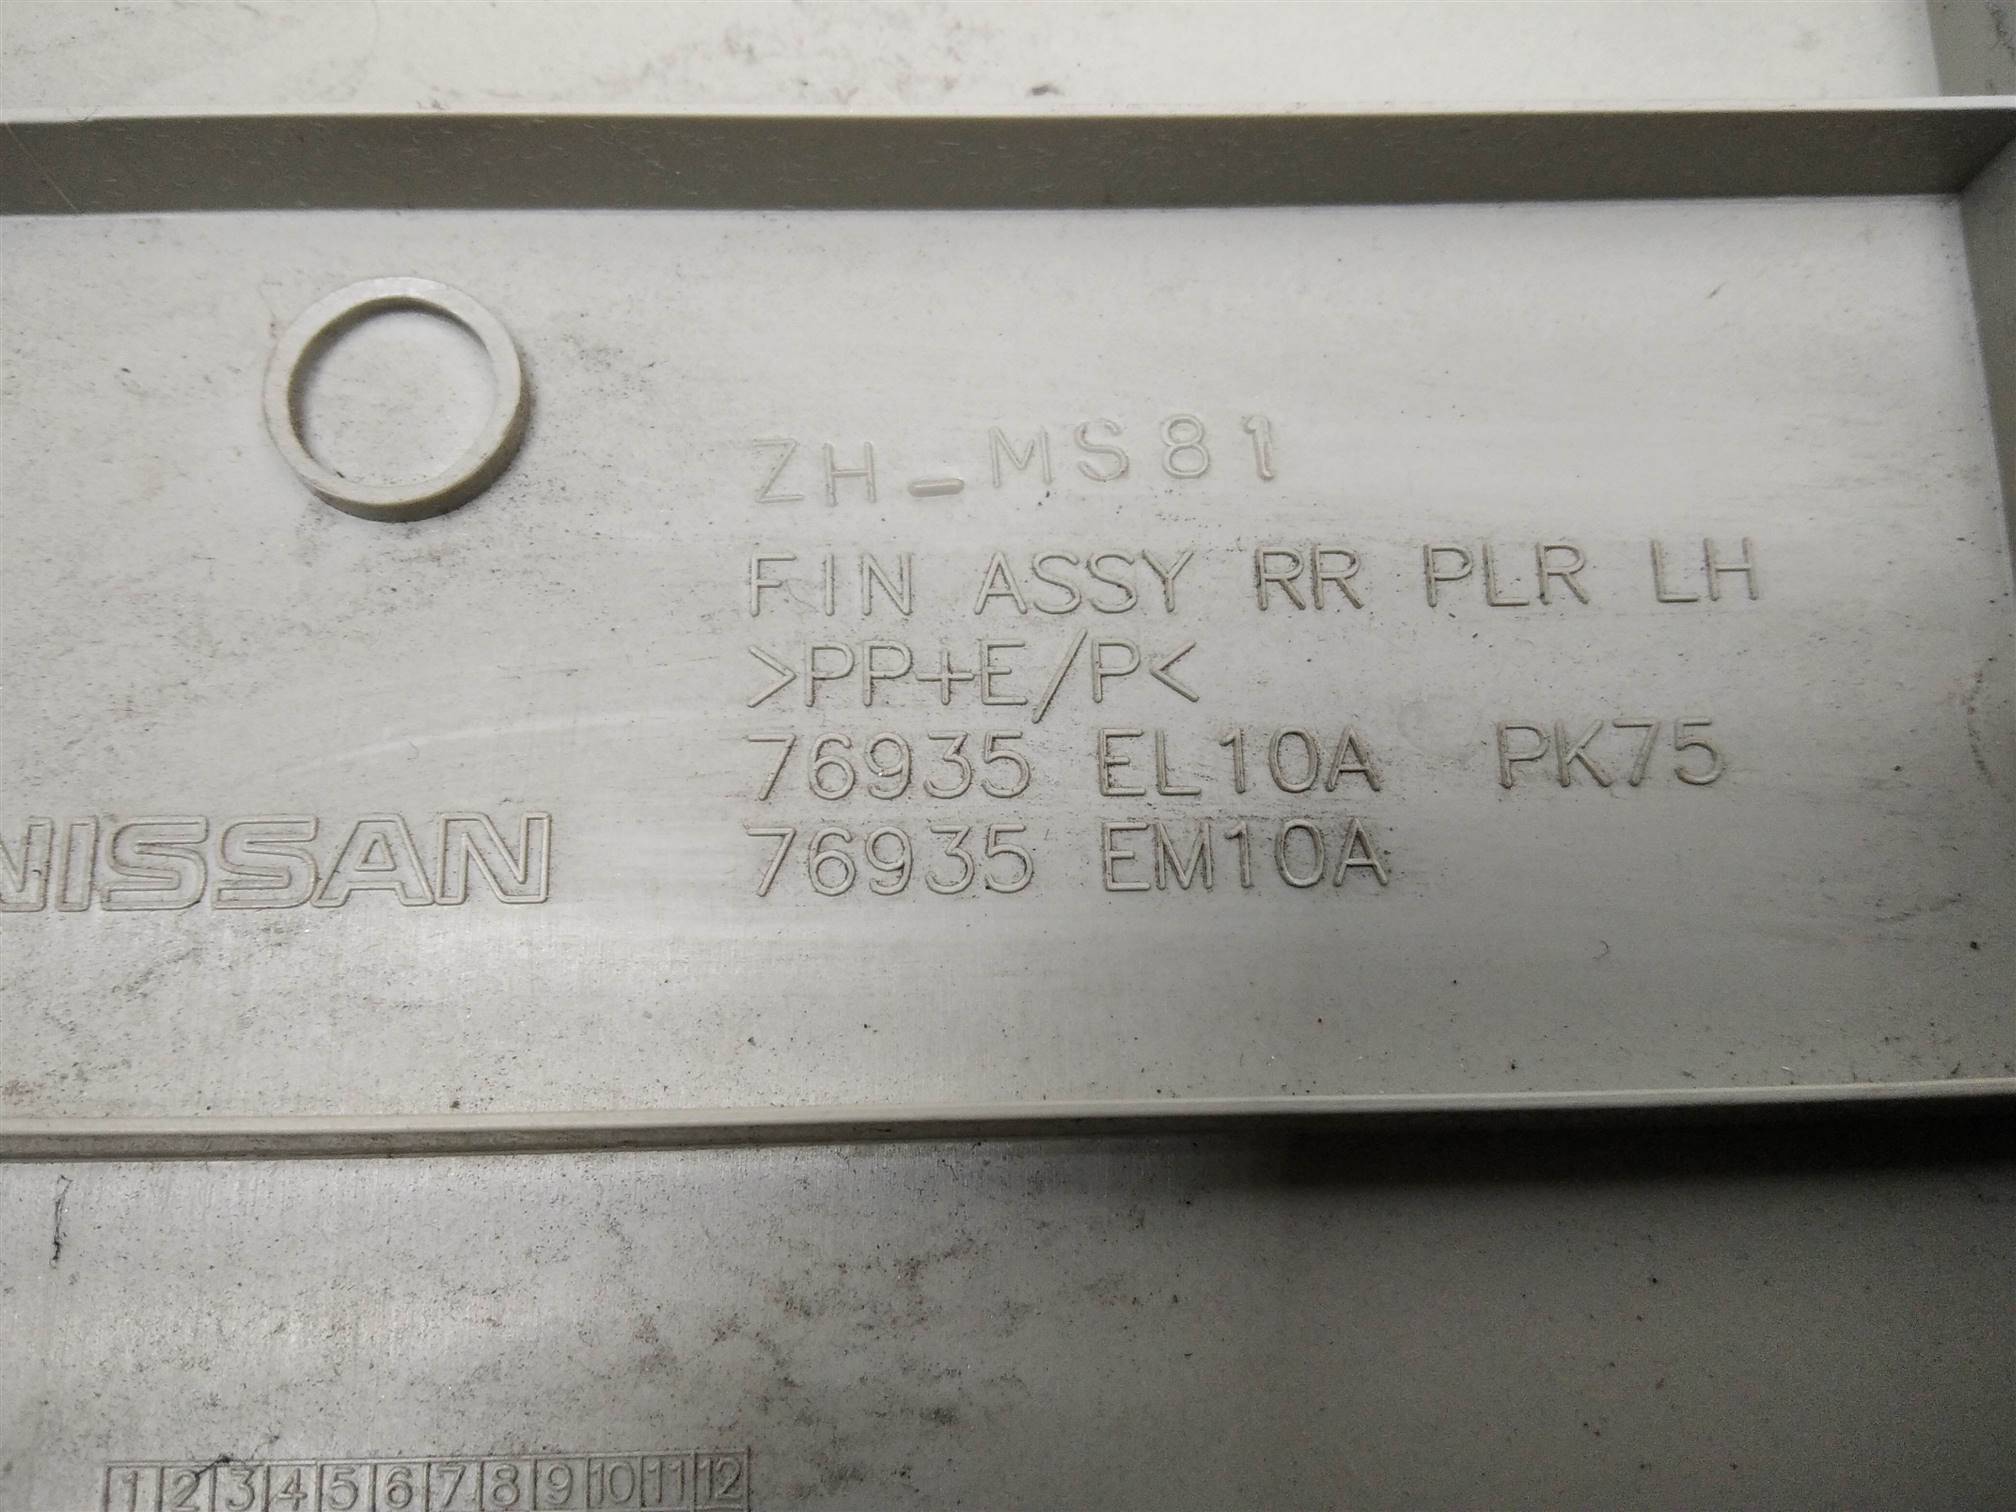 ZH-MS81
FIN ASSY RR PLR LH
>PP+E/P<
76935 EL10A PK75
76935 EM10A
NISSAN
1 2 3 4 5 6 7 8 9 10 11 12